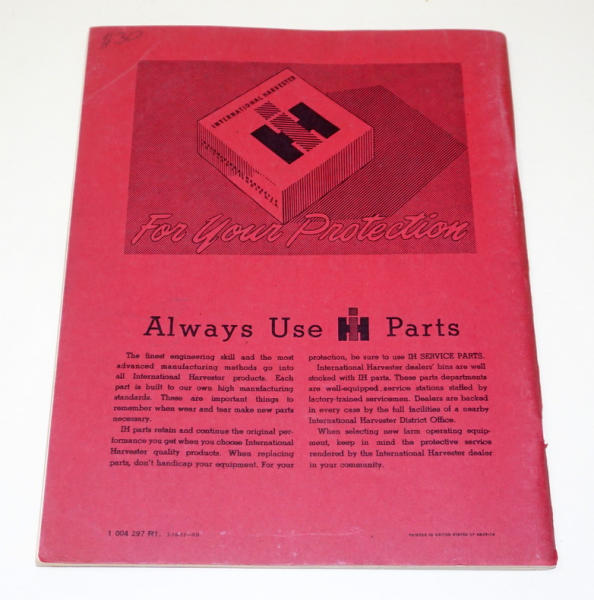 $30
INTERNATIONAL HARVESTER
IH
For Your Protection
Always Use IH Parts
The finest engineering skill and the most
advanced manufacturing methods go into
all International Harvester products. Each
part is built to our own high manufacturing
standards. These are important things to
remember when wear and tear make new parts
necessary.
IH parts retain and continue the original per-
formance you get when you choose International
Harvester quality products. When replacing
parts, don't handicap your equipment. For your
protection, be sure to use IH SERVICE PARTS.
International Harvester dealers' bins are well
stocked with IH parts. These parts departments
are well-equipped service stations staffed by
factory-trained servicemen. Dealers are backed
in every case by the full facilities of a nearby
International Harvester District Office.
When selecting new farm operating equip-
ment, keep in mind the protective service
rendered by the International Harvester dealer
in your community.
1 004 297 R1.
PRINTED IN UNITED STATES OF AMERICA